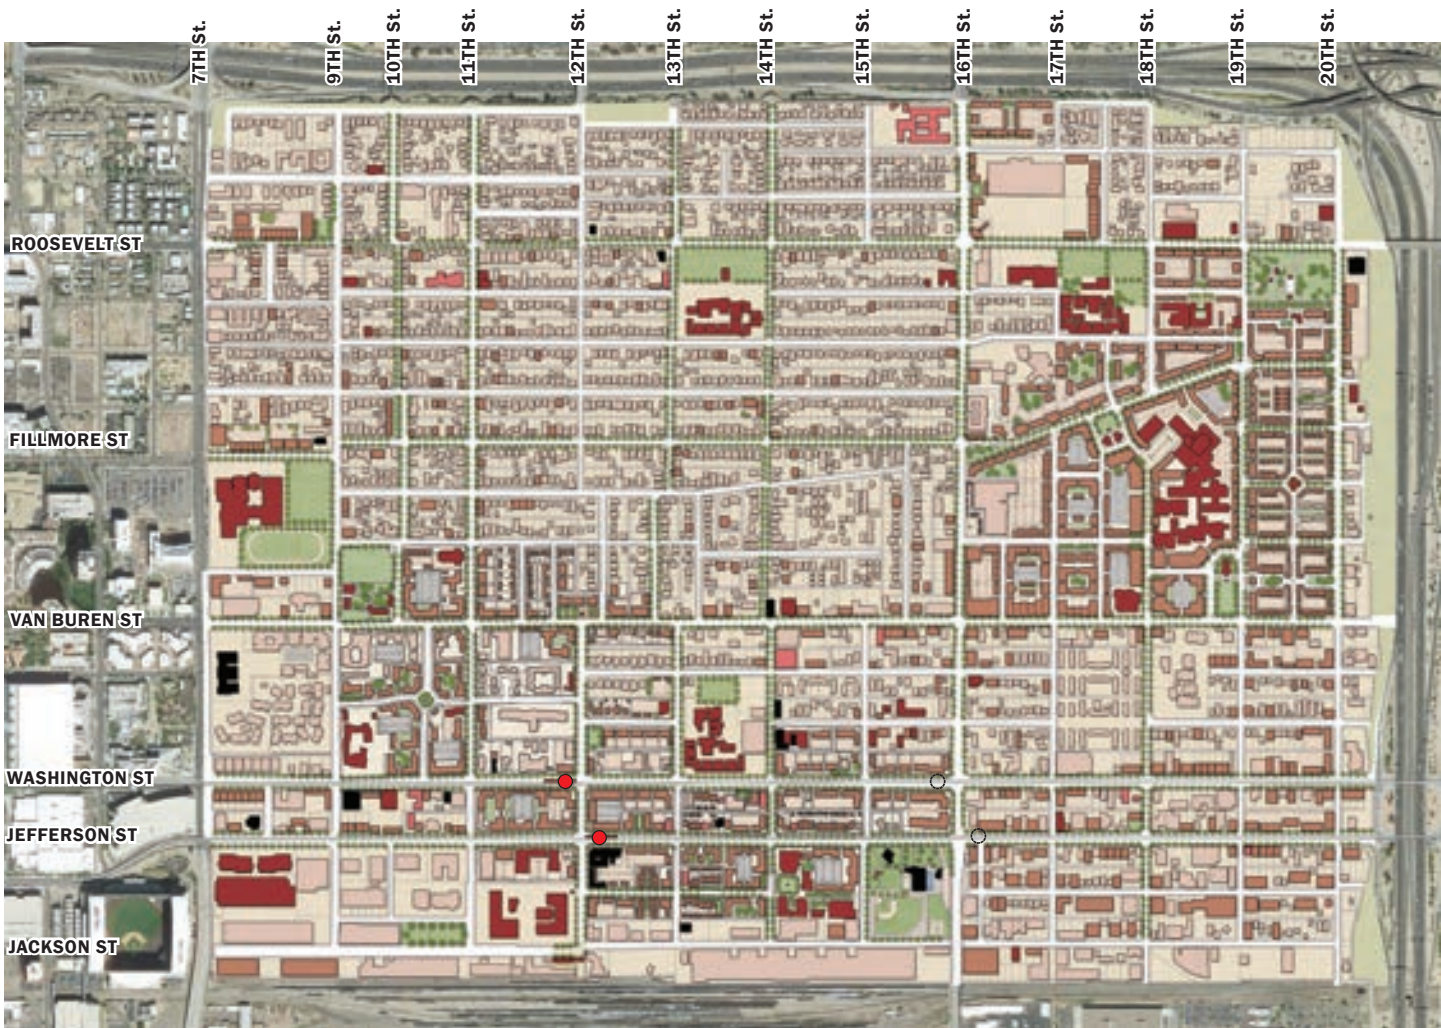 7TH St.
9TH St.
10TH St.
11TH St.
12TH St.
13TH St.
14TH St.
15TH St.
16TH St.
17TH St.
18TH St.
19TH St.
20TH St.
ROOSEVELT ST
FILLMORE ST
VAN BUREN ST
WASHINGTON ST
JEFFERSON ST
JACKSON ST